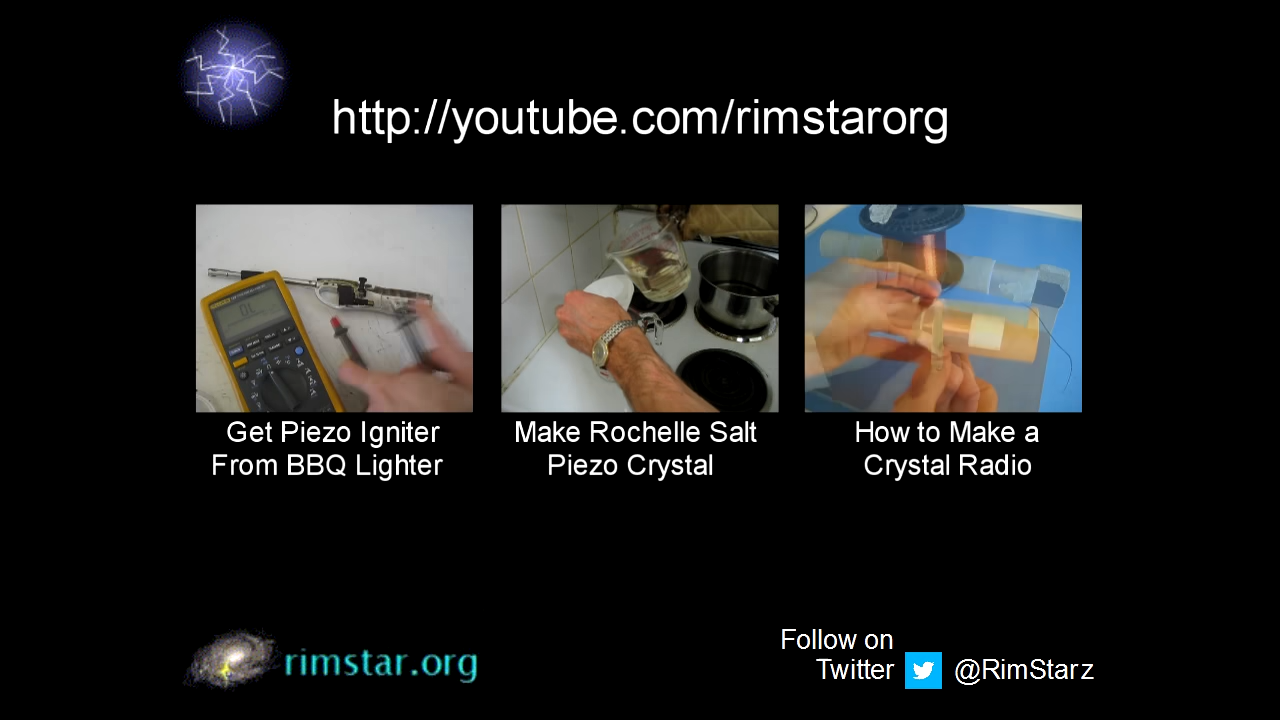 http://youtube.com/rimstarorg
Get Piezo Igniter
From BBQ Lighter
Make Rochelle Salt
Piezo Crystal
How to Make a
Crystal Radio
rimstar.org
Follow on
Twitter @RimStarz